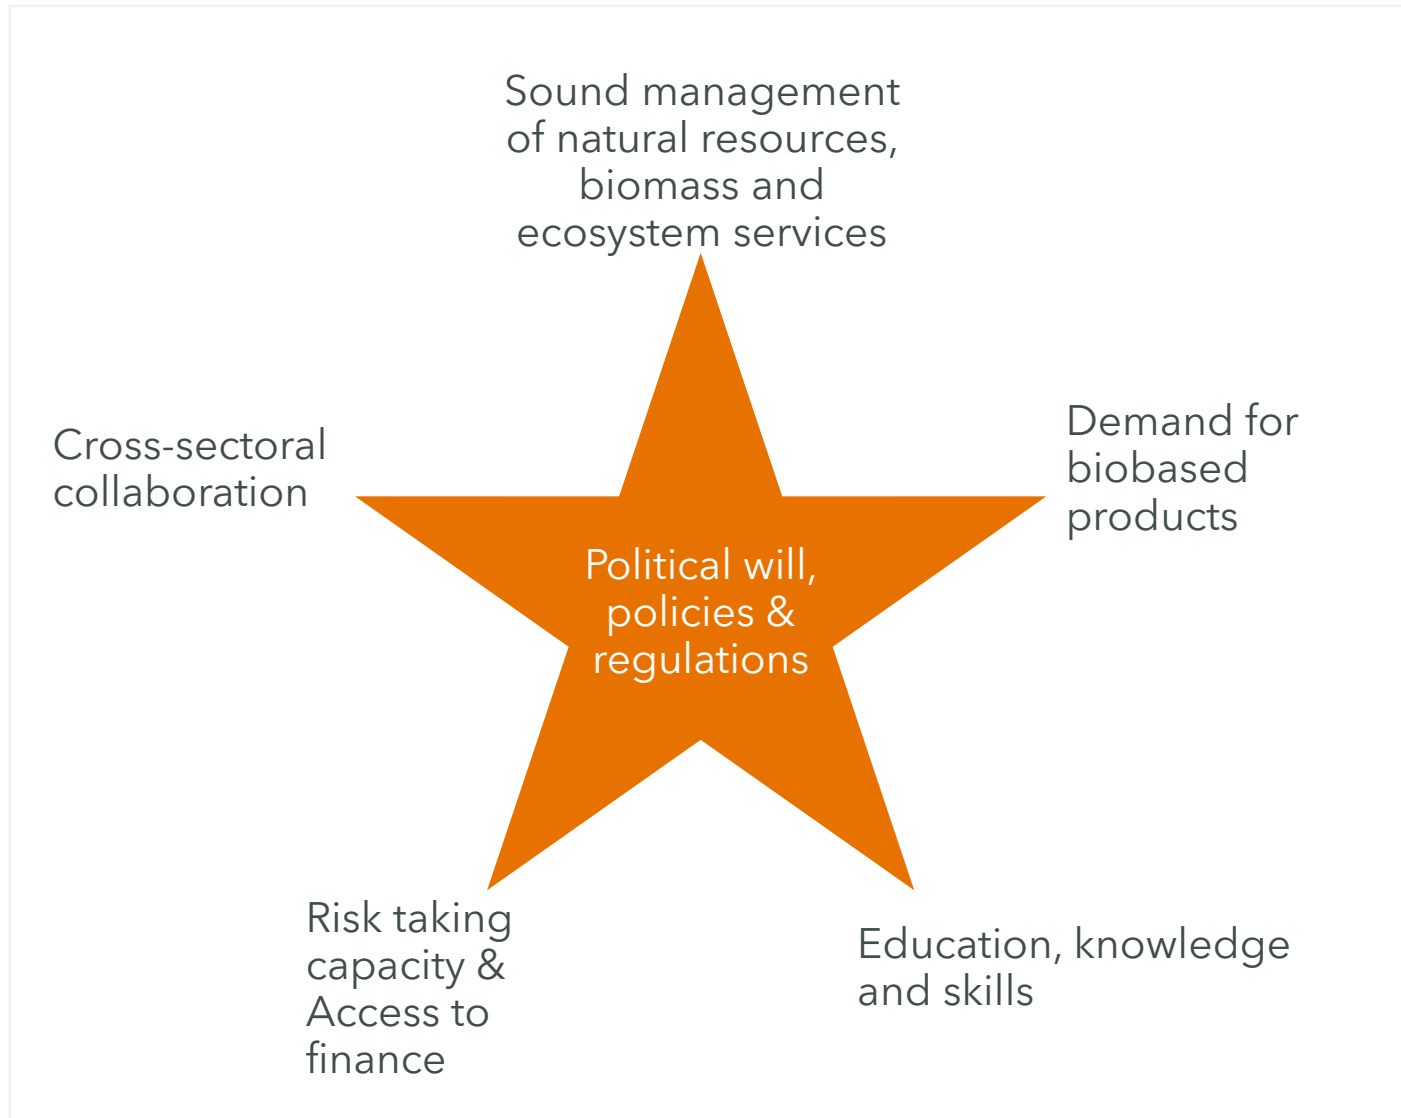 Sound management
of natural resources,
biomass and
ecosystem services
Cross-sectoral
collaboration
Demand for
biobased
products
Political will,
policies &
regulations
Risk taking
capacity &
Access to
finance
Education, knowledge
and skills